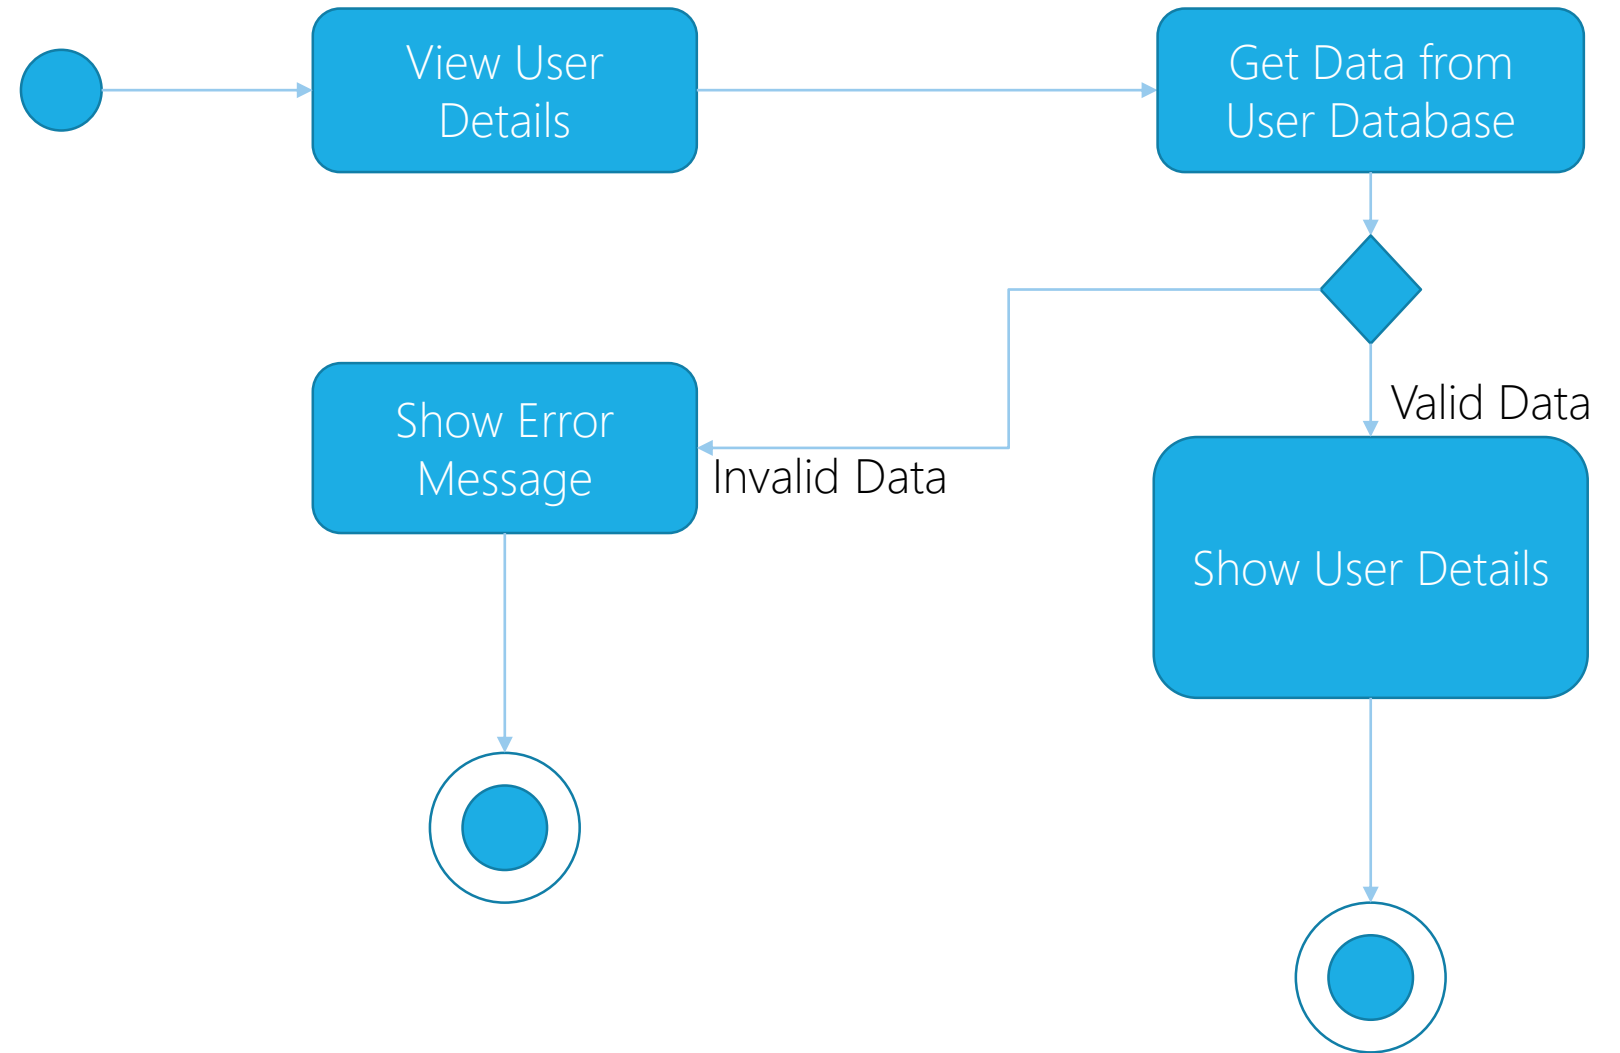 View User
Details
Get Data from
User Database
Valid Data
Show Error
Message
Invalid Data
Show User Details